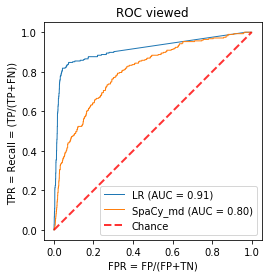 ROC viewed
TPR = Recall = (TP/(TP+FN))
1.0
0.8
0.6
0.4
0.2
0.0
LR (AUC = 0.91)
SpaCy_md (AUC = 0.80)
Chance
0.0 0.2 0.4 0.6 0.8 1.0
FPR = FP/(FP+TN)